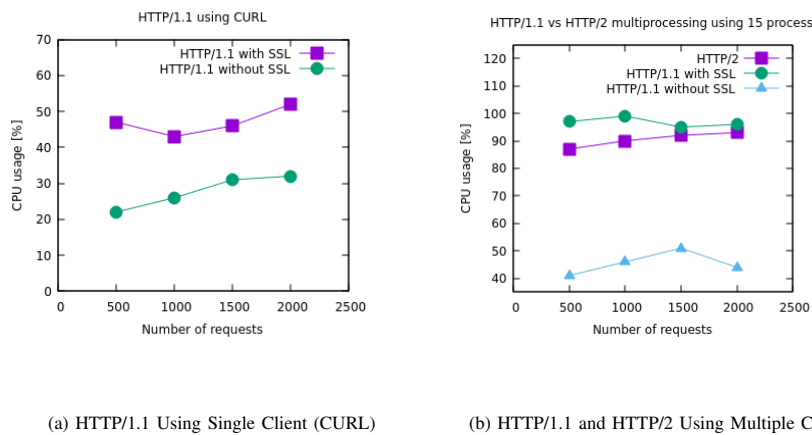 HTTP/1.1 using CURL
70
60
50
40
30
20
10
0
CPU usage [%]
HTTP/1.1 with SSL
HTTP/1.1 without SSL
0 500 1000 1500 2000 2500
Number of requests
(a) HTTP/1.1 Using Single Client (CURL)
HTTP/1.1 vs HTTP/2 multiprocessing using 15 process
120
110
100
90
80
70
60
50
40
CPU usage [%]
HTTP/2
HTTP/1.1 with SSL
HTTP/1.1 without SSL
0 500 1000 1500 2000 2500
Number of requests
(b) HTTP/1.1 and HTTP/2 Using Multiple C